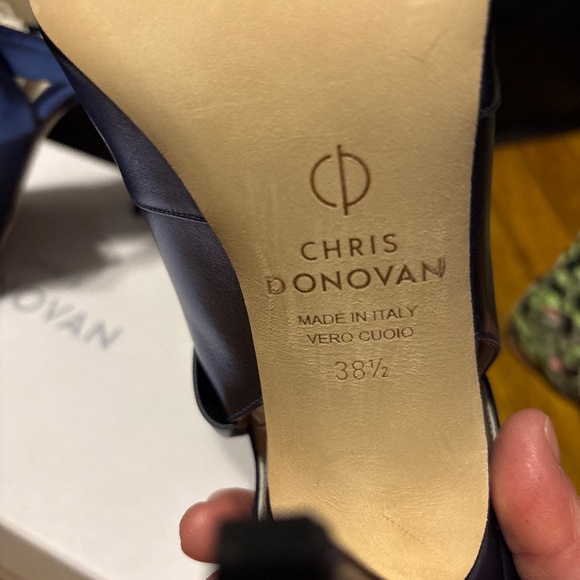 CHRIS
DONOVAN
MADE IN ITALY
VERO CUOIO
38½
OVAN